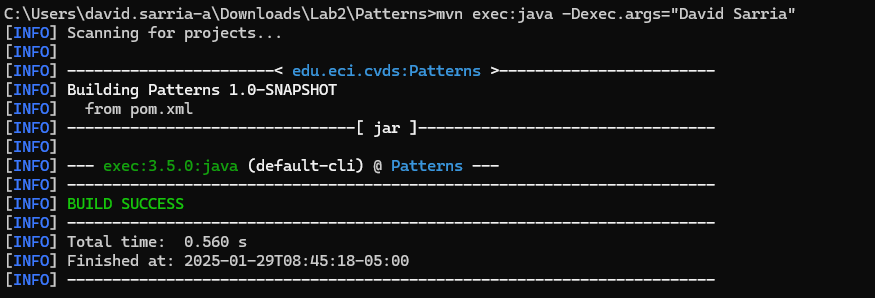 C:\Users\david.sarria-a\Downloads\Lab2\Patterns>mvn exec:java -Dexec.args="David Sarria"
[INFO] Scanning for projects...
[INFO]
[INFO] -----------------------< edu.eci.cvds:Patterns >------------------------
[INFO] Building Patterns 1.0-SNAPSHOT
[INFO]   from pom.xml
[INFO] --------------------------------[ jar ]---------------------------------
[INFO]
[INFO] --- exec:3.5.0:java (default-cli) @ Patterns ---
[INFO] ------------------------------------------------------------------------
[INFO] BUILD SUCCESS
[INFO] ------------------------------------------------------------------------
[INFO] Total time:  0.560 s
[INFO] Finished at: 2025-01-29T08:45:18-05:00
[INFO] ------------------------------------------------------------------------